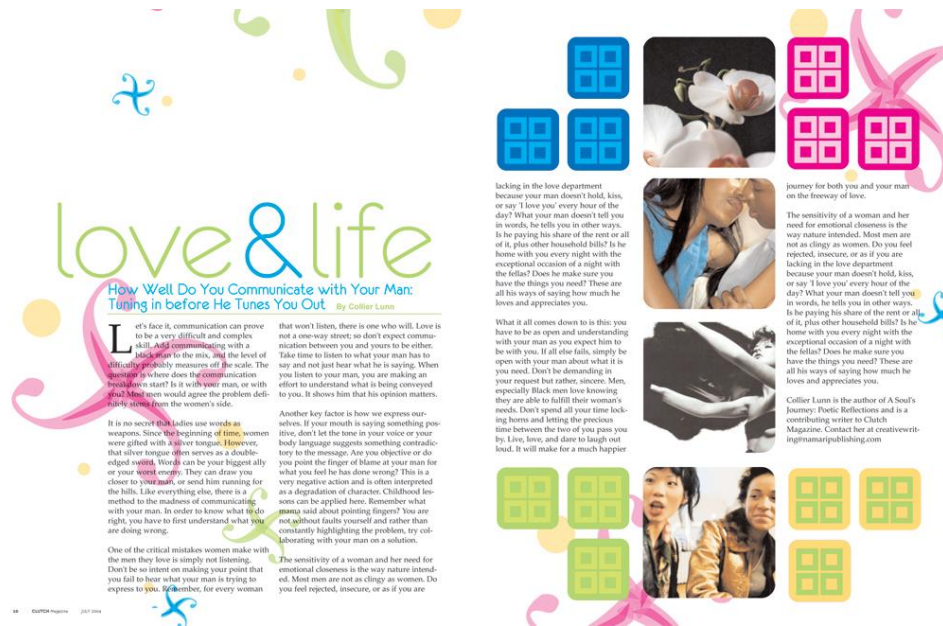 love&life
How Well Do You Communicate with Your Man:
Tuning in before He Tunes You Out By Collier Lunn
Let's face it, communication can prove
to be a very difficult and complex
skill. Add communicating with a
black man to the mix, and the level of
difficulty probably measures off the scale. The
question is where does the communication
breakdown start? Is it with your man, or with
you? Most men would agree the problem defi-
nitely stems from the women's side.
It is no secret that ladies use words as
weapons. Since the beginning of time, women
were gifted with a silver tongue. However,
that silver tongue often serves as a double-
edged sword. Words can be your biggest ally
or your worst enemy. They can draw you
closer to your man, or send him running for
the hills. Like everything else, there is a
method to the madness of communicating
with your man. In order to know what to do
right, you have to first understand what you
are doing wrong.
One of the critical mistakes women make with
the men they love is simply not listening.
Don't be so intent on making your point that
you fail to hear what your man is trying to
express to you. Remember, for every woman
that won't listen, there is one who will. Love is
not a one-way street; so don't expect commu-
nication between you and yours to be either.
Take time to listen to what your man has to
say and not just hear what he is saying. When
you listen to your man, you are making an
effort to understand what is being conveyed
to you. It shows him that his opinion matters.
Another key factor is how we express our-
selves. If your mouth is saying something pos-
itive, don't let the tone in your voice or your
body language suggests something contradic-
tory to the message. Are you objective or do
you point the finger of blame at your man for
what you feel he has done wrong? This is a
very negative action and is often interpreted
as a degradation of character. Childhood les-
sons can be applied here. Remember what
mama said about pointing fingers? You are
not without faults yourself and rather than
constantly highlighting the problem, try col-
laborating with your man on a solution.
The sensitivity of a woman and her need for
emotional closeness is the way nature intend-
ed. Most men are not as clingy as women. Do
you feel rejected, insecure, or as if you are
10 CLUTCH Magazine JULY 2004
lacking in the love department
because your man doesn't hold, kiss,
or say 'I love you' every hour of the
day? What your man doesn't tell you
in words, he tells you in other ways.
Is he paying his share of the rent or all
of it, plus other household bills? Is he
home with you every night with the
exceptional occasion of a night with
the fellas? Does he make sure you
have the things you need? These are
all his ways of saying how much he
loves and appreciates you.
What it all comes down to is this: you
have to be as open and understanding
with your man as you expect him to
be with you. If all else fails, simply be
open with your man about what it is
you need. Don't be demanding in
your request but rather, sincere. Men,
especially Black men love knowing
they are able to fulfill their woman's
needs. Don't spend all your time lock-
ing horns and letting the precious
time between the two of you pass you
by. Live, love, and dare to laugh out
loud. It will make for a much happier
journey for both you and your man
on the freeway of love.
The sensitivity of a woman and her
need for emotional closeness is the
way nature intended. Most men are
not as clingy as women. Do you feel
rejected, insecure, or as if you are
lacking in the love department
because your man doesn't hold, kiss,
or say 'I love you' every hour of the
day? What your man doesn't tell you
in words, he tells you in other ways.
Is he paying his share of the rent or all
of it, plus other household bills? Is he
home with you every night with the
exceptional occasion of a night with
the fellas? Does he make sure you
have the things you need? These are
all his ways of saying how much he
loves and appreciates you.
Collier Lunn is the author of A Soul's
Journey: Poetic Reflections and is a
contributing writer to Clutch
Magazine. Contact her at creativewrit-
ing@namaripublishing.com